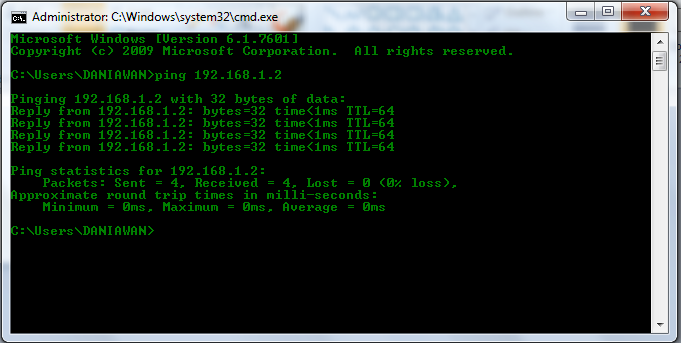 Administrator: C:\Windows\system32\cmd.exe
Microsoft Windows [Version 6.1.7601]
Copyright (c) 2009 Microsoft Corporation.  All rights reserved.
C:\Users\DANIAWAN>ping 192.168.1.2
Pinging 192.168.1.2 with 32 bytes of data:
Reply from 192.168.1.2: bytes=32 time<1ms TTL=64
Reply from 192.168.1.2: bytes=32 time<1ms TTL=64
Reply from 192.168.1.2: bytes=32 time<1ms TTL=64
Reply from 192.168.1.2: bytes=32 time<1ms TTL=64
Ping statistics for 192.168.1.2:
    Packets: Sent = 4, Received = 4, Lost = 0 (0% loss),
Approximate round trip times in milli-seconds:
    Minimum = 0ms, Maximum = 0ms, Average = 0ms
C:\Users\DANIAWAN>